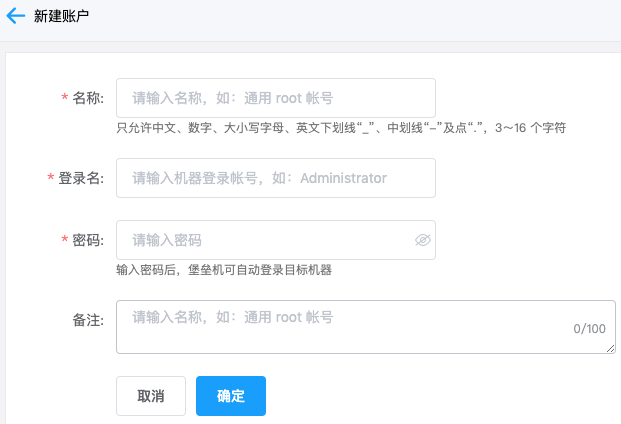 新建账户
* 名称: 请输入名称，如：通用 root 帐号
只允许中文、数字、大小写字母、英文下划线“_”、中划线“-”及点“.”，3~16 个字符
* 登录名: 请输入机器登录帐号，如：Administrator
* 密码: 请输入密码
输入密码后，堡垒机可自动登录目标机器
备注: 请输入名称，如：通用 root 帐号
0/100
取消 确定